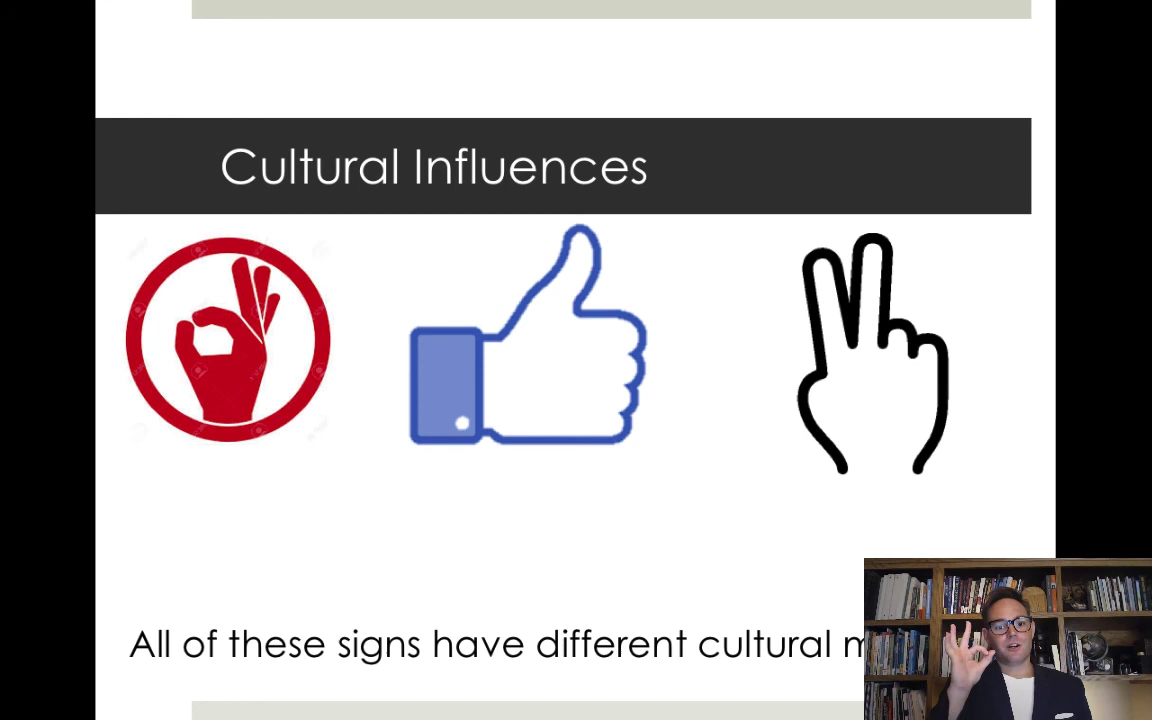 Cultural Influences
All of these signs have different cultural